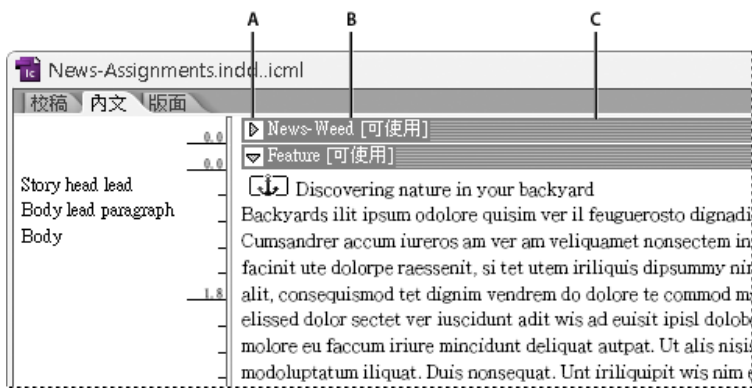 A B C
Ic News-Assignments.indd..icml
校稿 內文 版面
0.0 News-Weed [可使用]
0.0 Feature [可使用]
Story head lead Discovering nature in your backyard
Body lead paragraph Backyards ilit ipsum odolore quisim ver il feuguerosto dignadi
Body Cumsandrer accum iureros am ver am veliquamet nonsectem in
facinit ute dolorpe raessenit, si tet utem iriliquis dipsummy nir
1.8 alit, consequismod tet dignim vendrem do dolore te commod m
elissed dolor sectet ver iuscidunt adit wis ad euisit ipisl dolob
molore eu faccum iriure mincidunt deliquat autpat. Ut alis nisi
modoluptatum iliquat. Duis nonsequat. Unt iriliquipit wis nim